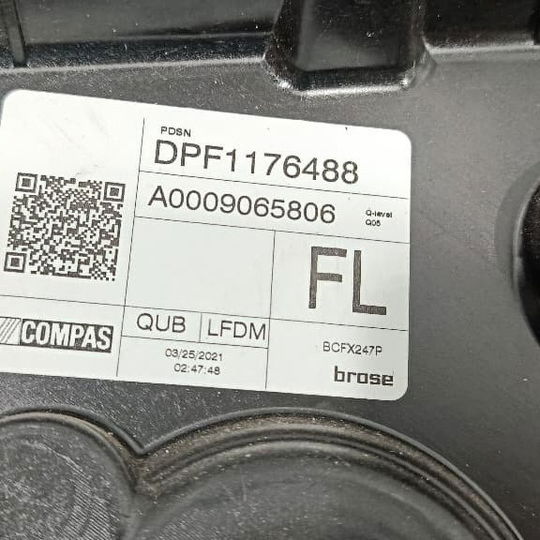 PDSN
DPF1176488
A0009065806
Q-level
Q05
FL
COMPAS
QUB
LFDM
03/25/2021
02:47:48
BCFX247P
brose